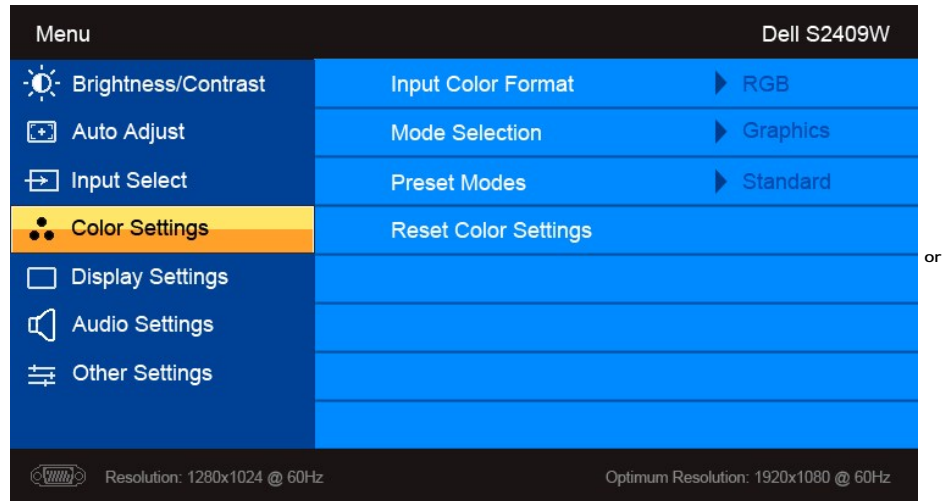 Menu Dell S2409W
Brightness/Contrast Input Color Format RGB
Auto Adjust Mode Selection Graphics
Input Select Preset Modes Standard
Color Settings Reset Color Settings
or
Display Settings
Audio Settings
Other Settings
Resolution: 1280x1024 @ 60Hz Optimum Resolution: 1920x1080 @ 60Hz